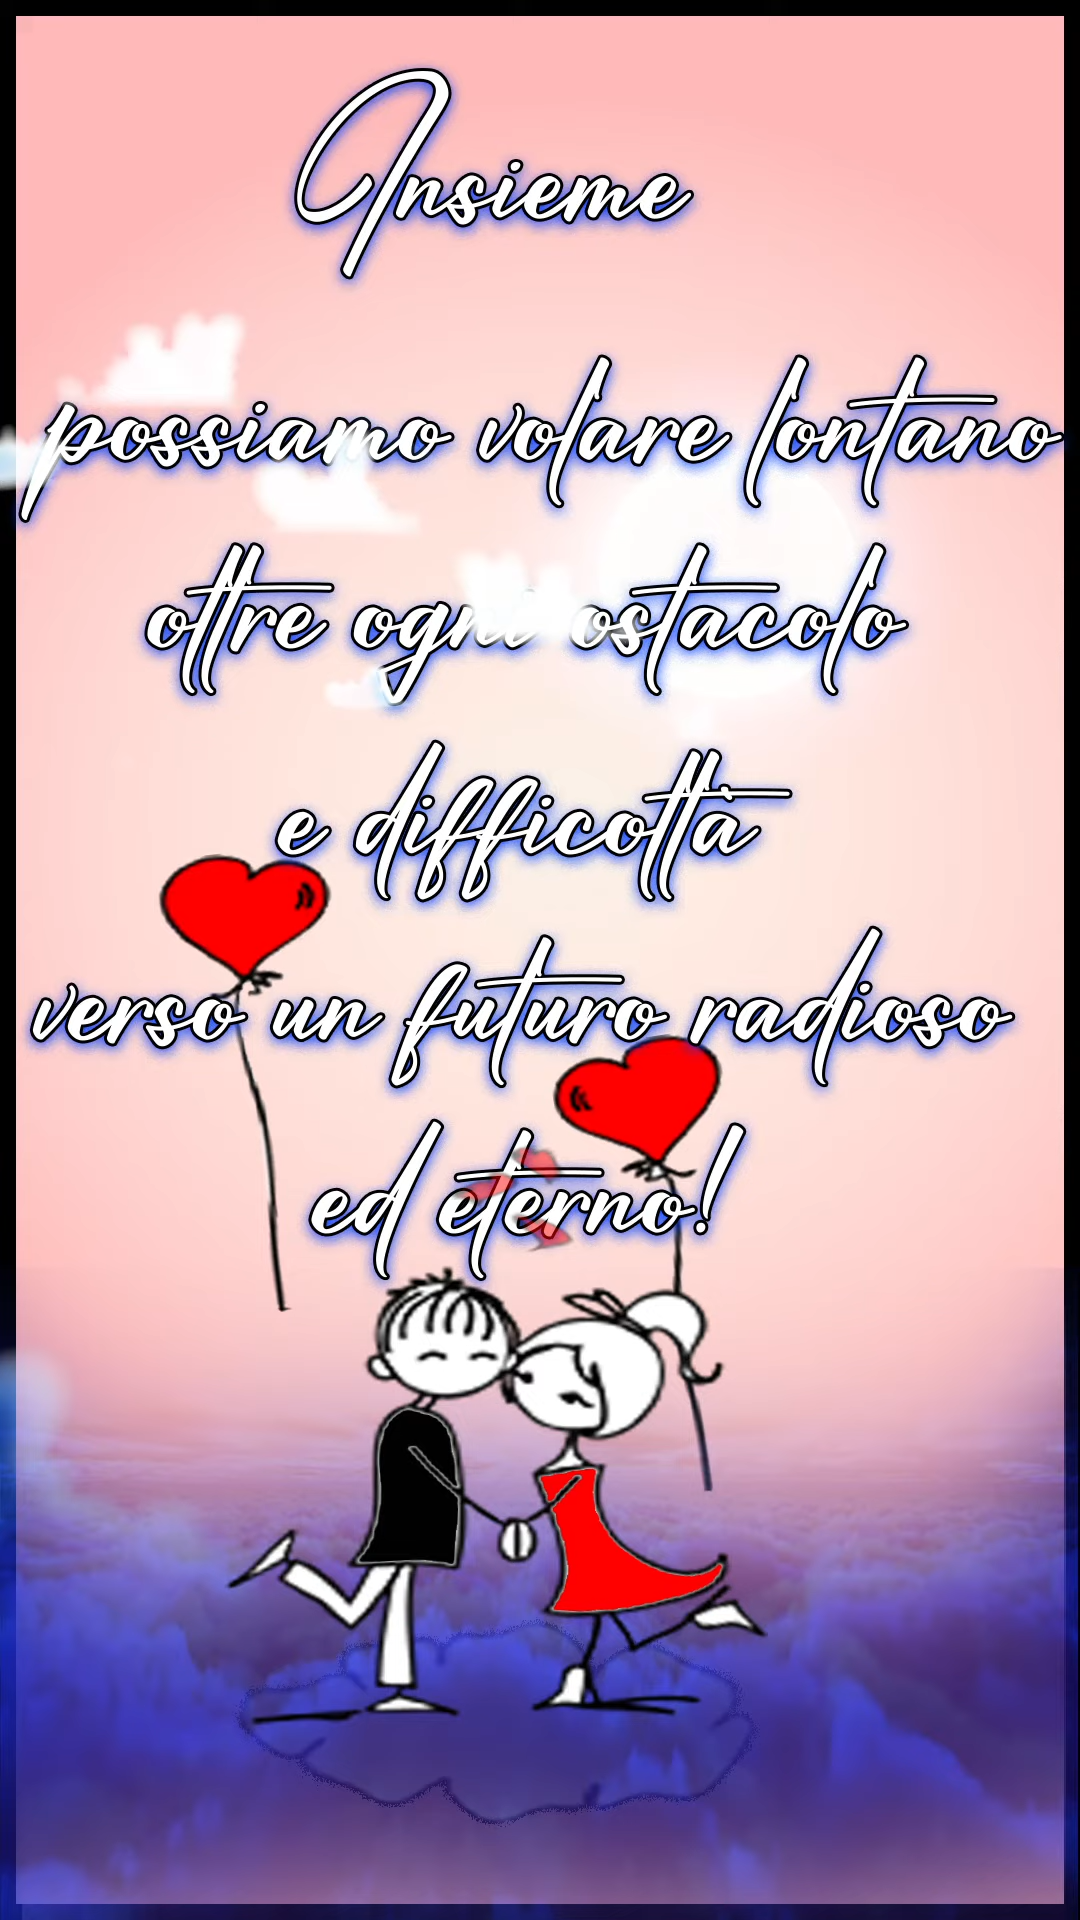 Insieme
possiamo volare lontano
oltre ogni ostacolo
e difficoltà
verso un futuro radioso
ed eterno!